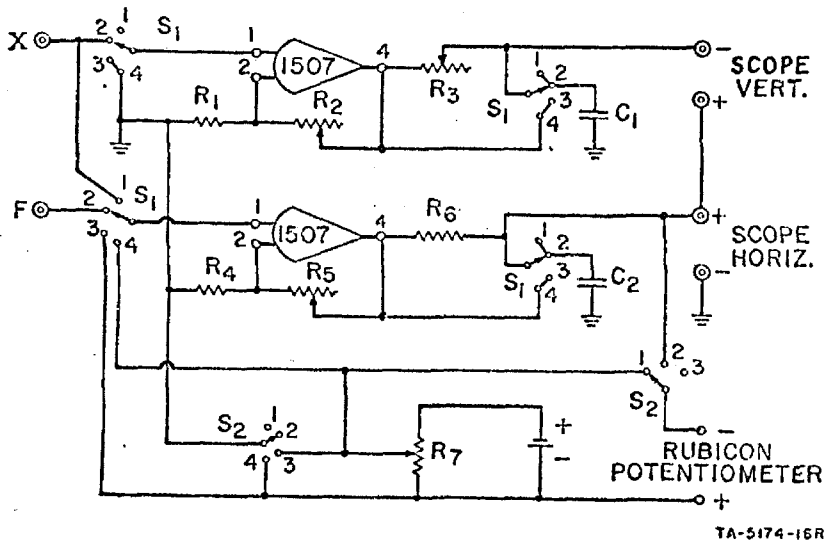 X
1
2
3
4
S1
1
2
1507
4
R1
R2
R3
S1
1
2
3
4
C1
-
SCOPE
VERT.
+
F
1
2
3
4
S1
1
2
1507
4
R4
R5
R6
S1
1
2
3
4
C2
+
SCOPE
HORIZ.
-
1
2
3
S2
-
S2
1
2
3
4
R7
+
-
RUBICON
POTENTIOMETER
+
TA-5174-16R